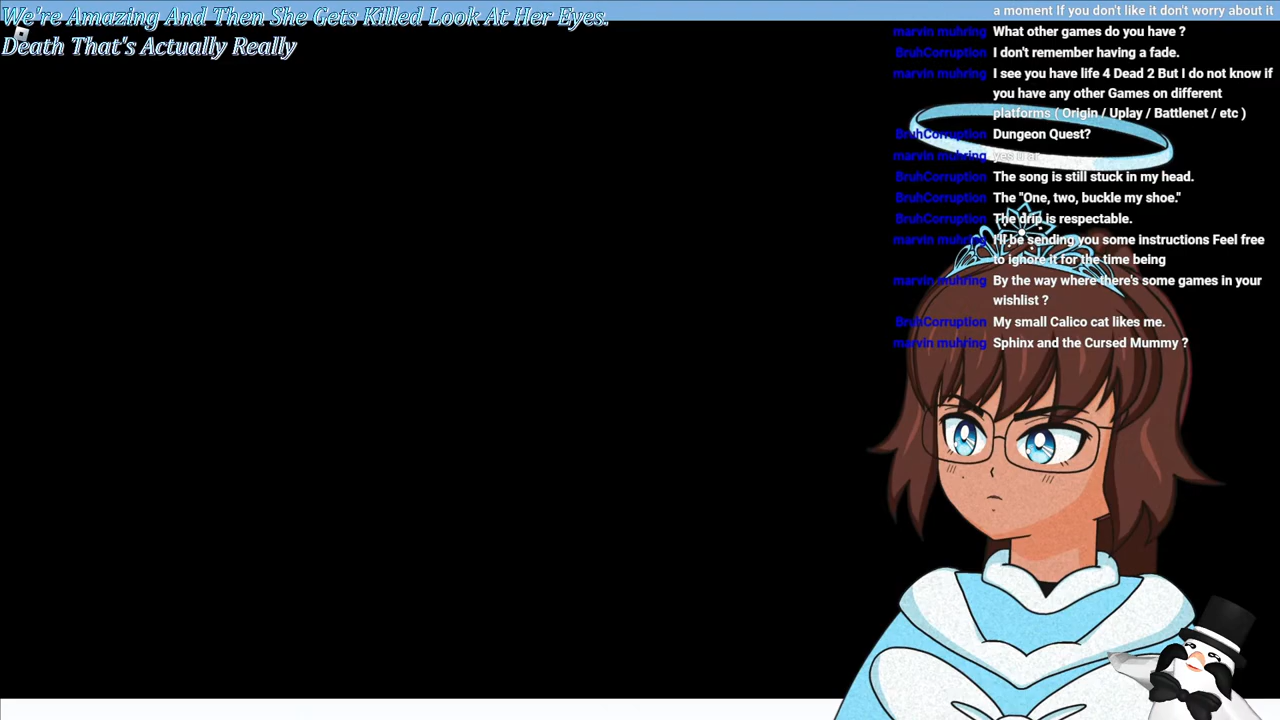 We're Amazing And Then She Gets Killed Look At Her Eyes.
Death That's Actually Really
a moment If you don't like it don't worry about it
marvin muhring What other games do you have ?
BruhCorruption I don't remember having a fade.
marvin muhring I see you have life 4 Dead 2 But I do not know if
you have any other Games on different
platforms ( Origin / Uplay / Battlenet / etc )
BruhCorruption Dungeon Quest?
marvin muhring yes u
BruhCorruption The song is still stuck in my head.
BruhCorruption The "One, two, buckle my shoe."
BruhCorruption The drip is respectable.
marvin muhring I'll be sending you some instructions Feel free
to ignore it for the time being
marvin muhring By the way where there's some games in your
wishlist ?
BruhCorruption My small Calico cat likes me.
marvin muhring Sphinx and the Cursed Mummy ?